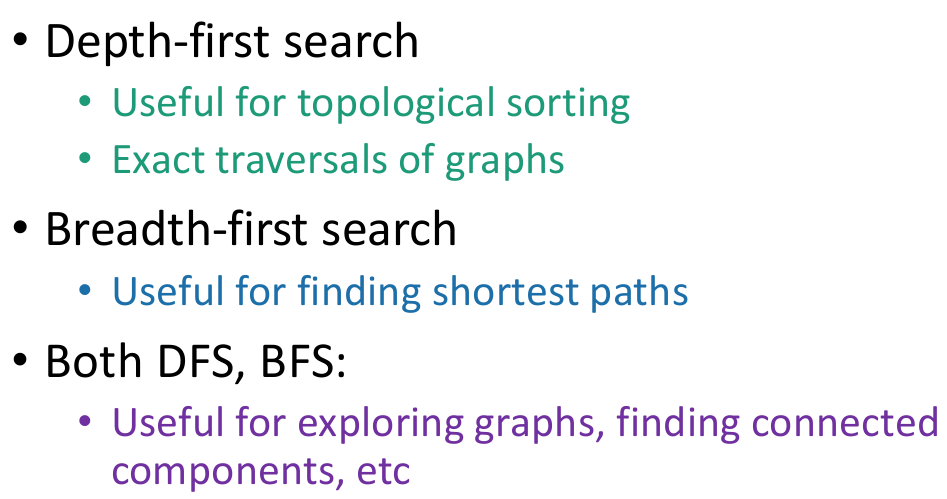 • Depth-first search
• Useful for topological sorting
• Exact traversals of graphs
• Breadth-first search
• Useful for finding shortest paths
• Both DFS, BFS:
• Useful for exploring graphs, finding connected
components, etc